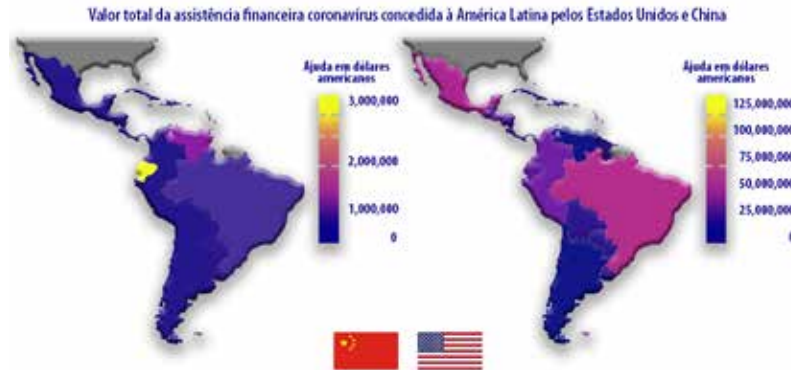 Valor total da assistência financeira coronavírus concedida à América Latina pelos Estados Unidos e China
Ajuda em dólares
americanos
3,000,000
2,000,000
1,000,000
0
Ajuda em dólares
americanos
125,000,000
100,000,000
75,000,000
50,000,000
25,000,000
0